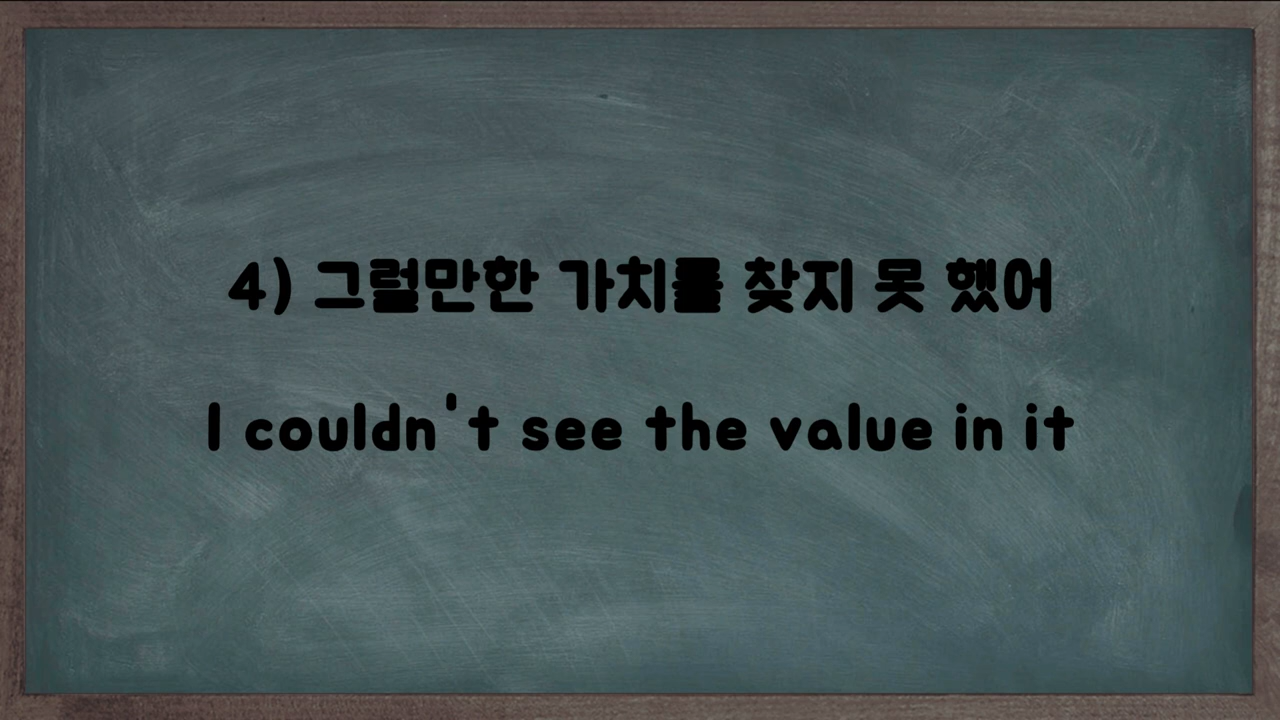 4) 그럴만한 가치를 찾지 못 했어
I couldn't see the value in it